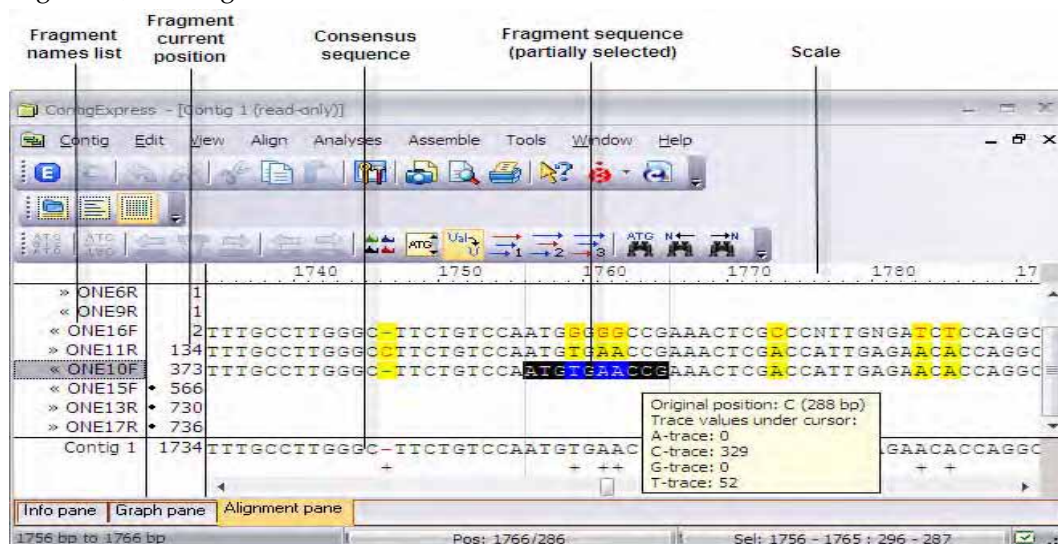 Fragment names list
Fragment current position
Consensus sequence
Fragment sequence (partially selected)
Scale
ContigExpress - [Contig 1 (read-only)]
Contig Edit View Align Analyses Assemble Tools Window Help
1740 1750 1760 1770 1780 17
» ONE6R 1
« ONE9R 1
« ONE16F 2 TTTGCCTTGGGC-TTCTGTCCAATGGGGGGCCGAAACTCGCCCNTTGNGATCTCCAGGC
» ONE11R 134 TTTGCCTTGGGCCTTCTGTCCAATGTGAACCGAAACTCGACCATTGAGAACACCAGGC
« ONE10F 373 TTTGCCTTGGGC-TTCTGTCCAATGTGAACCGAAACTCGACCATTGAGAACACCAGGC
« ONE15F ◆ 566
» ONE13R ◆ 730
» ONE17R ◆ 736
Contig 1 1734 TTTGCCTTGGGC-TTCTGTCCAATGTGAAC GAGAACACCAGGC
+ + ++ + +
Original position: C (288 bp)
Trace values under cursor:
A-trace: 0
C-trace: 329
G-trace: 0
T-trace: 52
Info pane Graph pane Alignment pane
1756 bp to 1766 bp Pos: 1766/286 Sel: 1756 - 1765 : 296 - 287